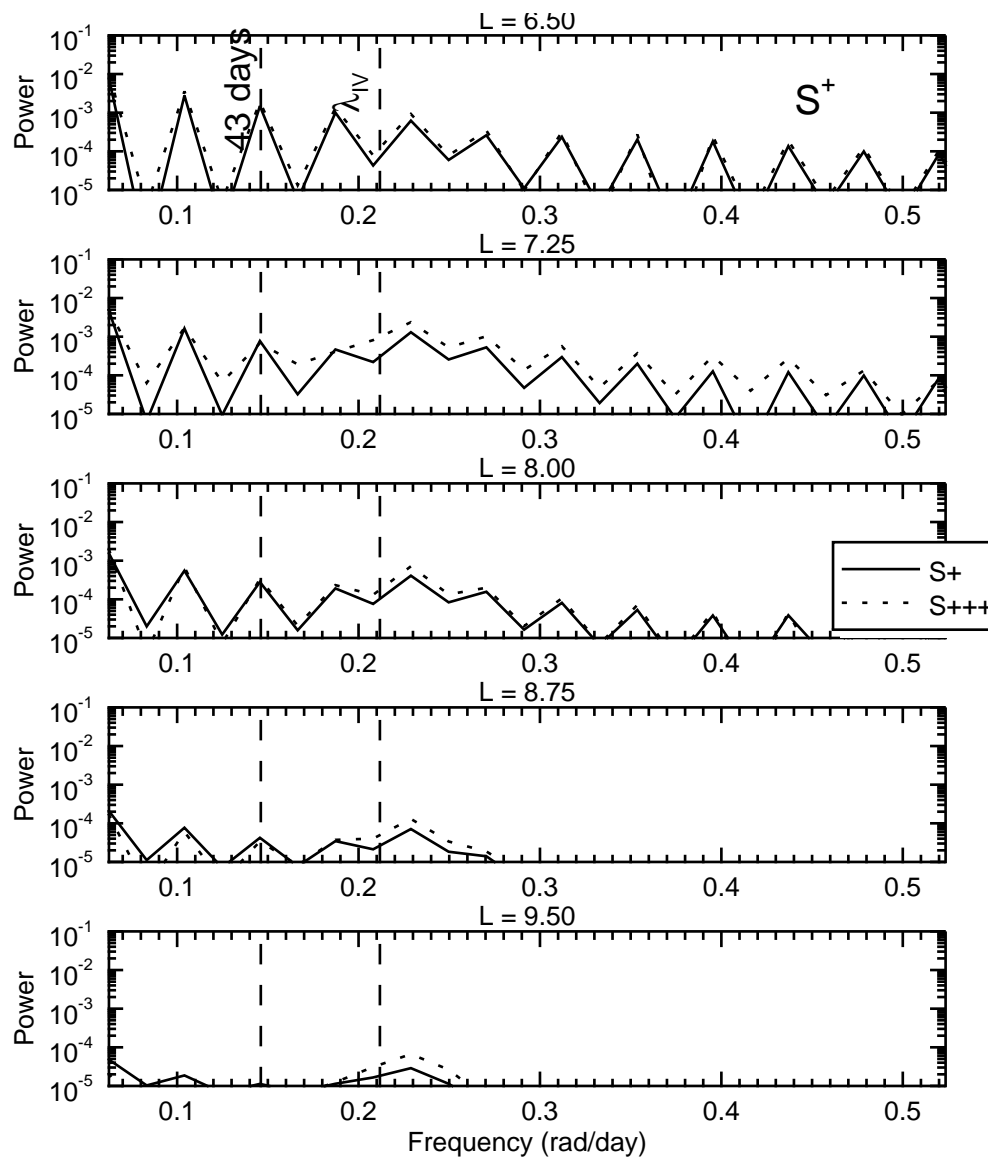 L = 6.50
10⁻¹
10⁻²
10⁻³
10⁻⁴
10⁻⁵
Power
43 days
λIV
S⁺
0.1 0.2 0.3 0.4 0.5
L = 7.25
10⁻¹
10⁻²
10⁻³
10⁻⁴
10⁻⁵
Power
0.1 0.2 0.3 0.4 0.5
L = 8.00
10⁻¹
10⁻²
10⁻³
10⁻⁴
10⁻⁵
Power
S+
S+++
0.1 0.2 0.3 0.4 0.5
L = 8.75
10⁻¹
10⁻²
10⁻³
10⁻⁴
10⁻⁵
Power
0.1 0.2 0.3 0.4 0.5
L = 9.50
10⁻¹
10⁻²
10⁻³
10⁻⁴
10⁻⁵
Power
0.1 0.2 0.3 0.4 0.5
Frequency (rad/day)